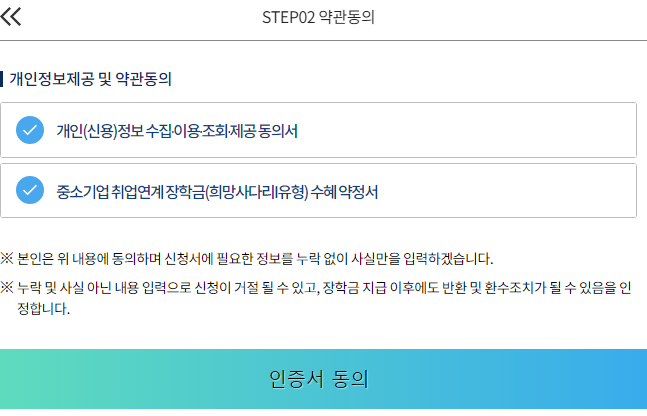 STEP02 약관동의
개인정보제공 및 약관동의
개인(신용)정보 수집·이용·조회·제공 동의서
중소기업 취업연계 장학금(희망사다리I유형) 수혜 약정서
※ 본인은 위 내용에 동의하며 신청서에 필요한 정보를 누락 없이 사실만을 입력하겠습니다.
※ 누락 및 사실 아닌 내용 입력으로 신청이 거절 될 수 있고, 장학금 지급 이후에도 반환 및 환수조치가 될 수 있음을 인
정합니다.
인증서 동의